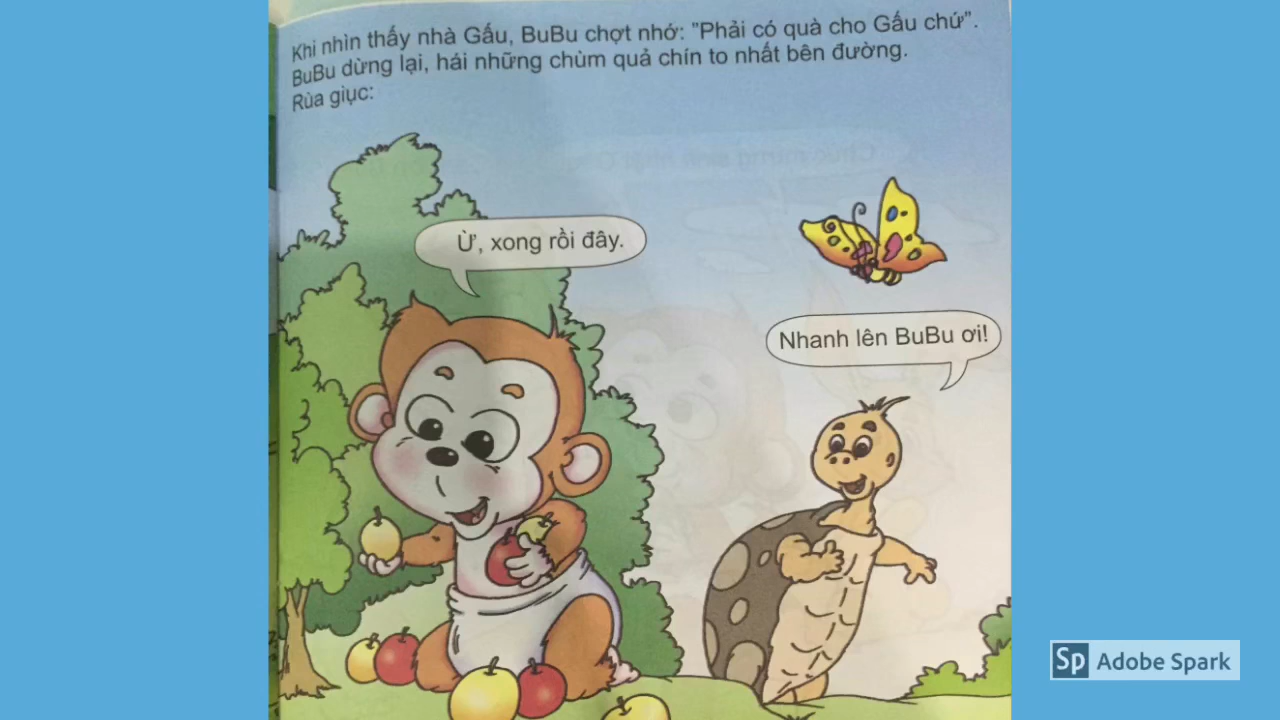 Khi nhìn thấy nhà Gấu, BuBu chợt nhớ: "Phải có quà cho Gấu chứ".
BuBu dừng lại, hái những chùm quả chín to nhất bên đường.
Rùa giục:
Ừ, xong rồi đây.
Nhanh lên BuBu ơi!
Sp Adobe Spark